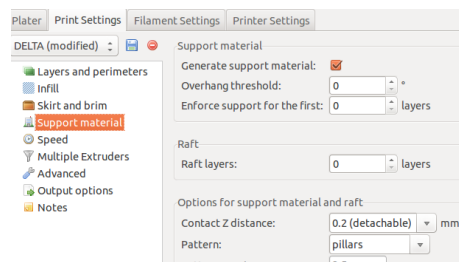 Plater Print Settings Filament Settings Printer Settings
DELTA (modified)
Layers and perimeters
Infill
Skirt and brim
Support material
Speed
Multiple Extruders
Advanced
Output options
Notes
Support material
Generate support material:
Overhang threshold: 0 °
Enforce support for the first: 0 layers
Raft
Raft layers: 0 layers
Options for support material and raft
Contact Z distance: 0.2 (detachable) mm
Pattern: pillars